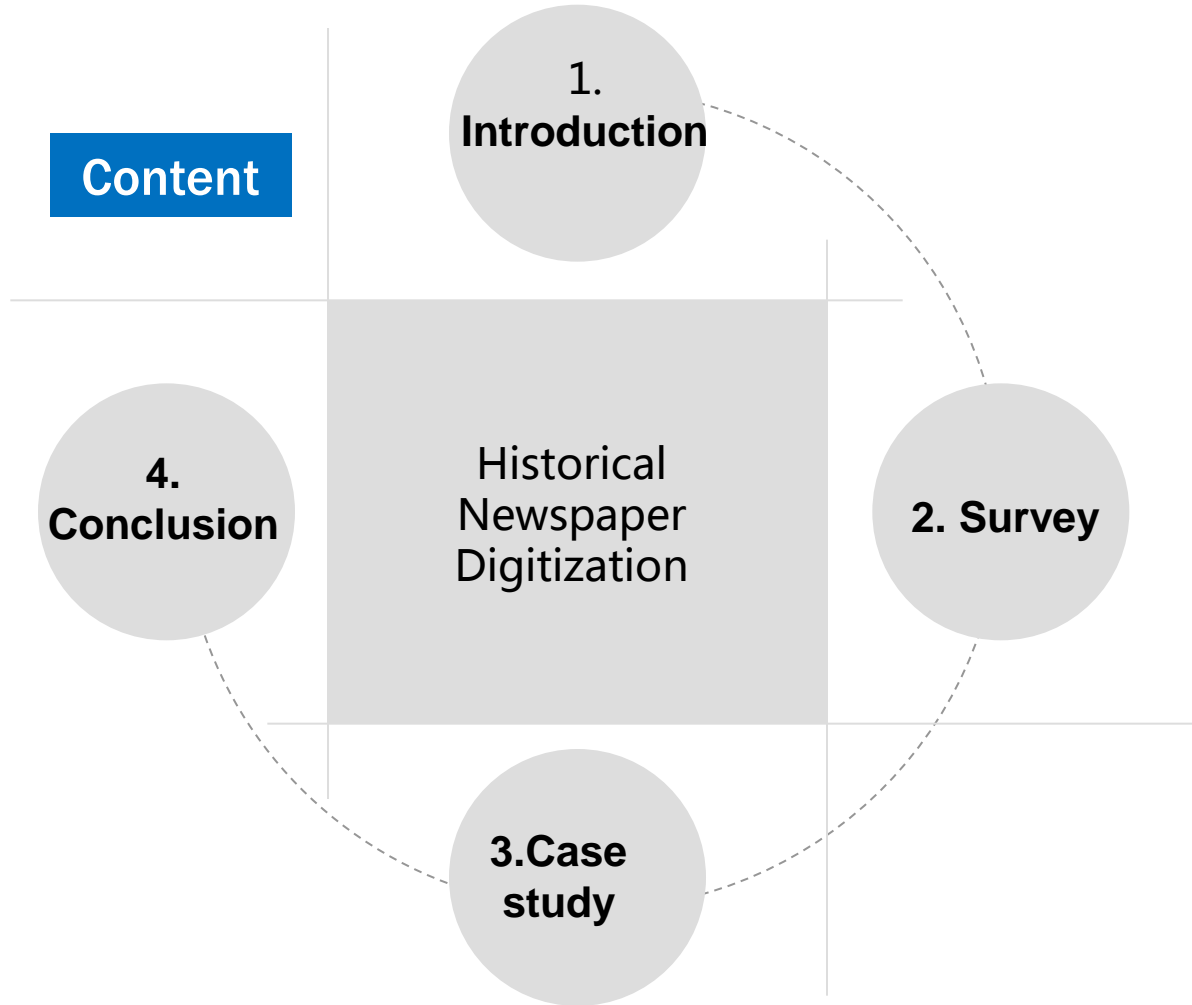 Content
1.
Introduction
2. Survey
3.Case
study
4.
Conclusion
Historical
Newspaper
Digitization